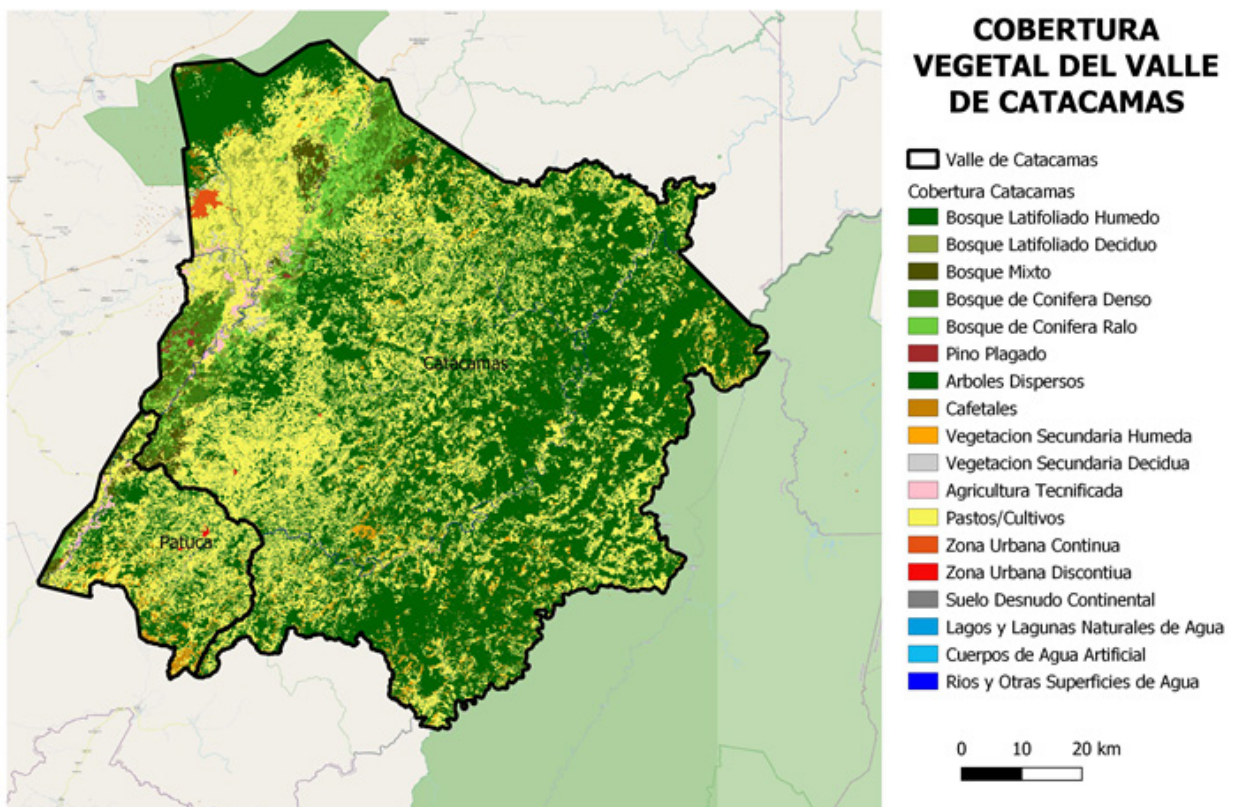 COBERTURA
VEGETAL DEL VALLE
DE CATACAMAS
Valle de Catacamas
Cobertura Catacamas
Bosque Latifoliado Humedo
Bosque Latifoliado Deciduo
Bosque Mixto
Bosque de Conifera Denso
Bosque de Conifera Ralo
Pino Plagado
Arboles Dispersos
Cafetales
Vegetacion Secundaria Humeda
Vegetacion Secundaria Decidua
Agricultura Tecnificada
Pastos/Cultivos
Zona Urbana Continua
Zona Urbana Discontiua
Suelo Desnudo Continental
Lagos y Lagunas Naturales de Agua
Cuerpos de Agua Artificial
Rios y Otras Superficies de Agua
0 10 20 km
Catacamas
Patuca